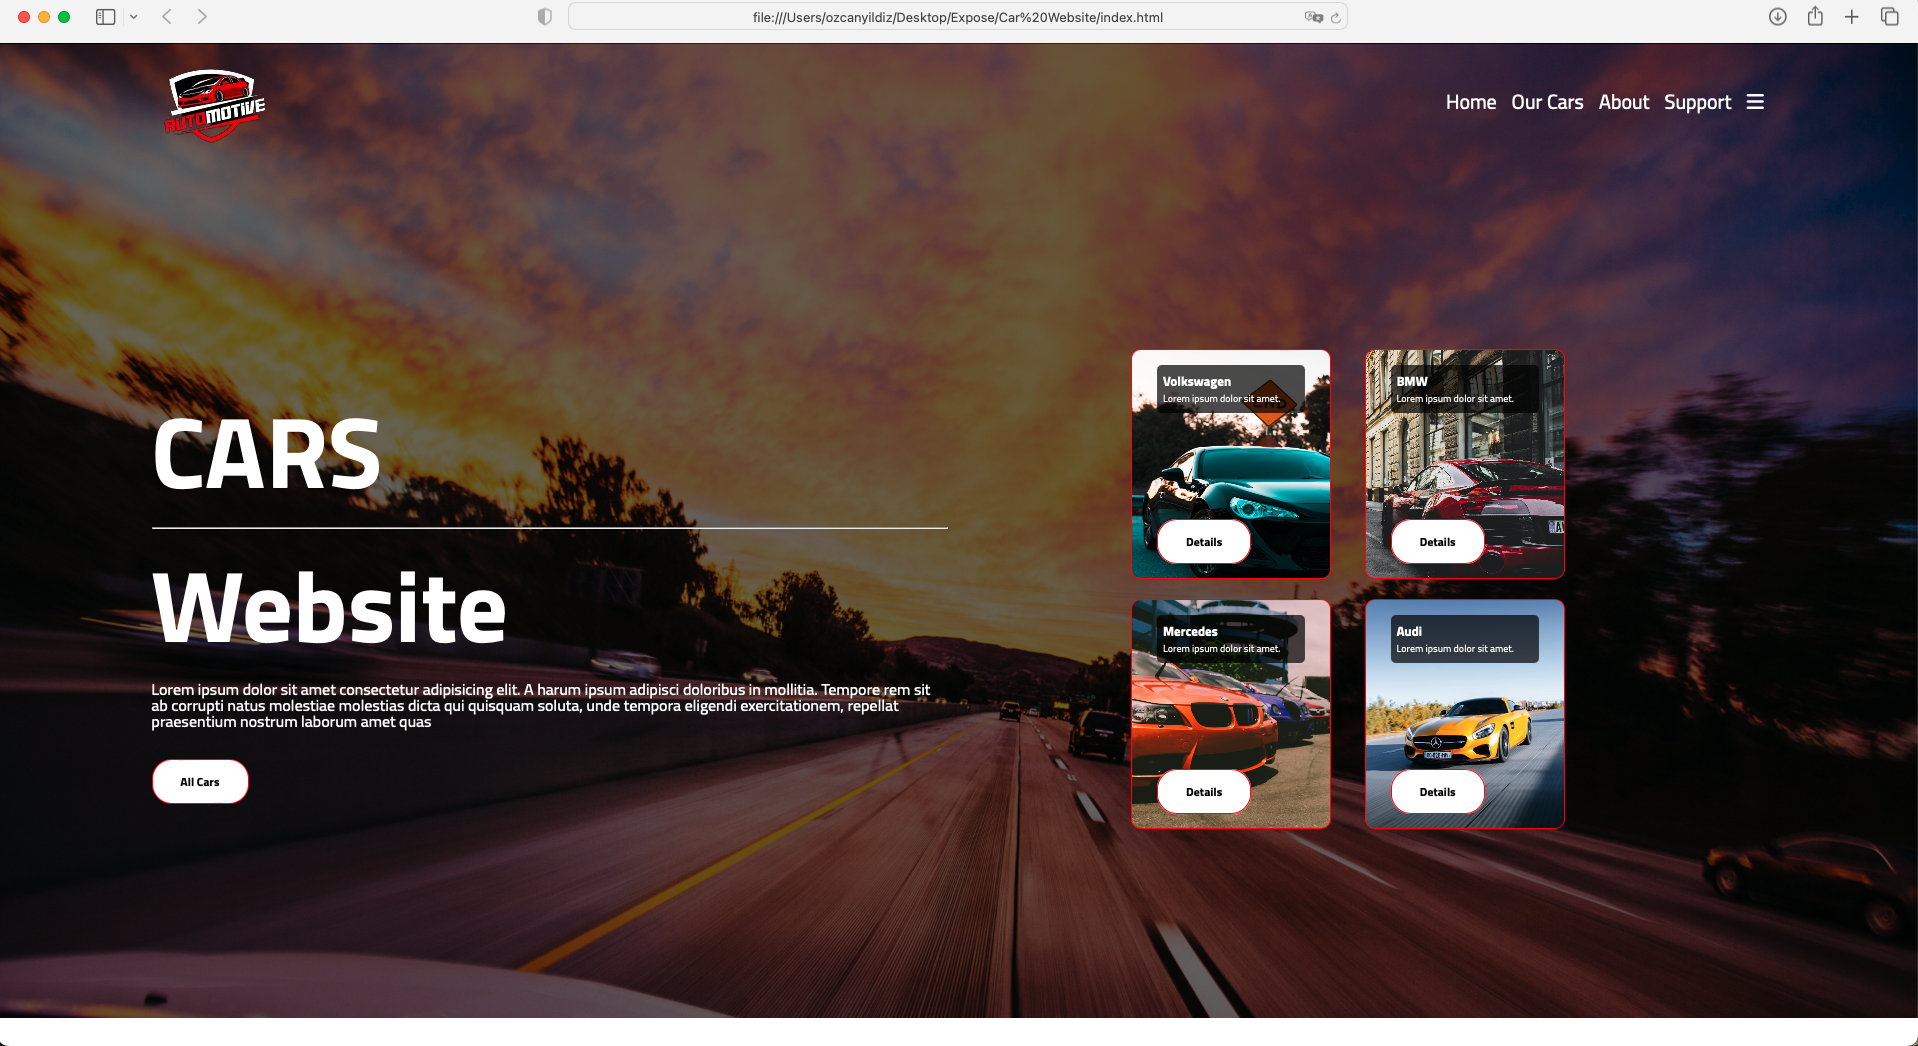 file:///Users/ozcanyildiz/Desktop/Expose/Car%20Website/index.html
AUTOMOTIVE
Home Our Cars About Support
CARS
Website
Lorem ipsum dolor sit amet consectetur adipisicing elit. A harum ipsum adipisci doloribus in mollitia. Tempore rem sit
ab corrupti natus molestiae molestias dicta qui quisquam soluta, unde tempora eligendi exercitationem, repellat
praesentium nostrum laborum amet quas
All Cars
Volkswagen
Lorem ipsum dolor sit amet.
END
Details
BMW
Lorem ipsum dolor sit amet.
Details
Mercedes
Lorem ipsum dolor sit amet.
Details
Audi
Lorem ipsum dolor sit amet.
Details